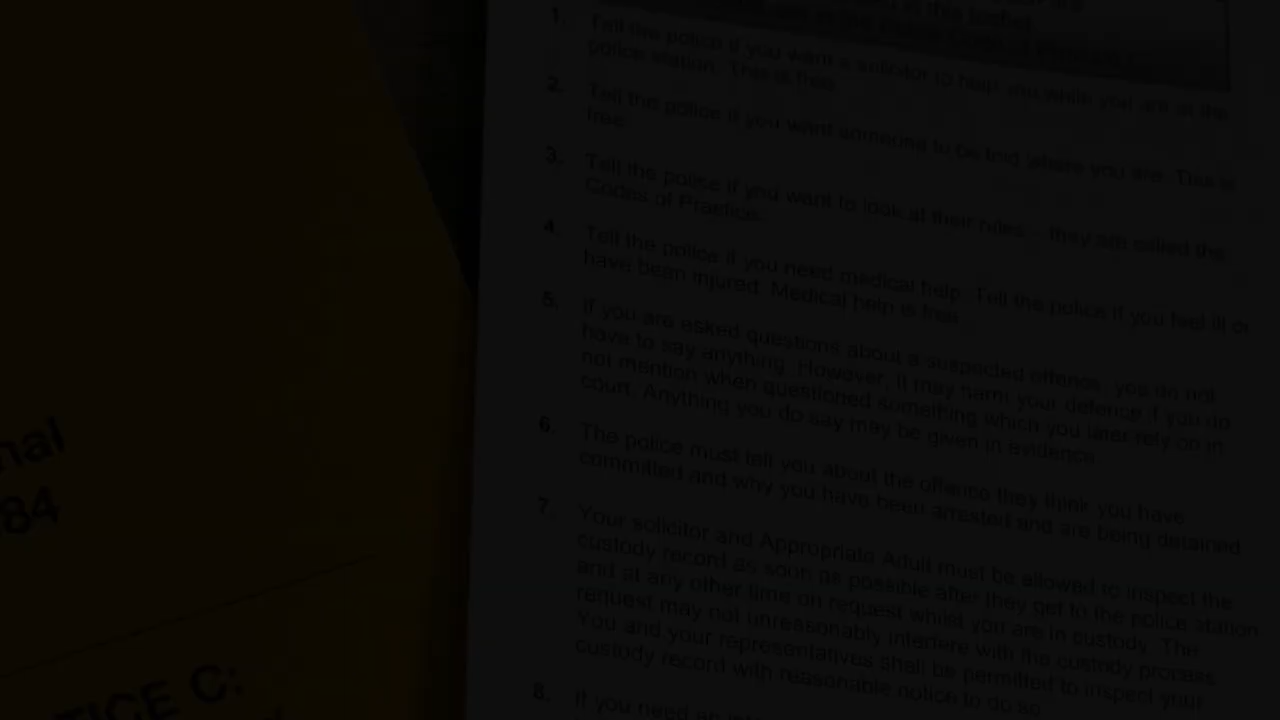 nal
84
TICE C:
in this leaflet
1. Tell the police if you want a solicitor to help you while you are at the
police station. This is free.
2. Tell the police if you want someone to be told where you are. This is
free.
3. Tell the police if you want to look at their rules – they are called the
Codes of Practice.
4. Tell the police if you need medical help. Tell the police if you feel ill or
have been injured. Medical help is free.
5. If you are asked questions about a suspected offence, you do not
have to say anything. However, it may harm your defence if you do
not mention when questioned something which you later rely on in
court. Anything you do say may be given in evidence.
6. The police must tell you about the offence they think you have
committed and why you have been arrested and are being detained.
7. Your solicitor and Appropriate Adult must be allowed to inspect the
custody record as soon as possible after they get to the police station
and at any other time on request whilst you are in custody. The
request may not unreasonably interfere with the custody process
You and your representatives shall be permitted to inspect your
custody record with reasonable notice to do so.
8. If you need an